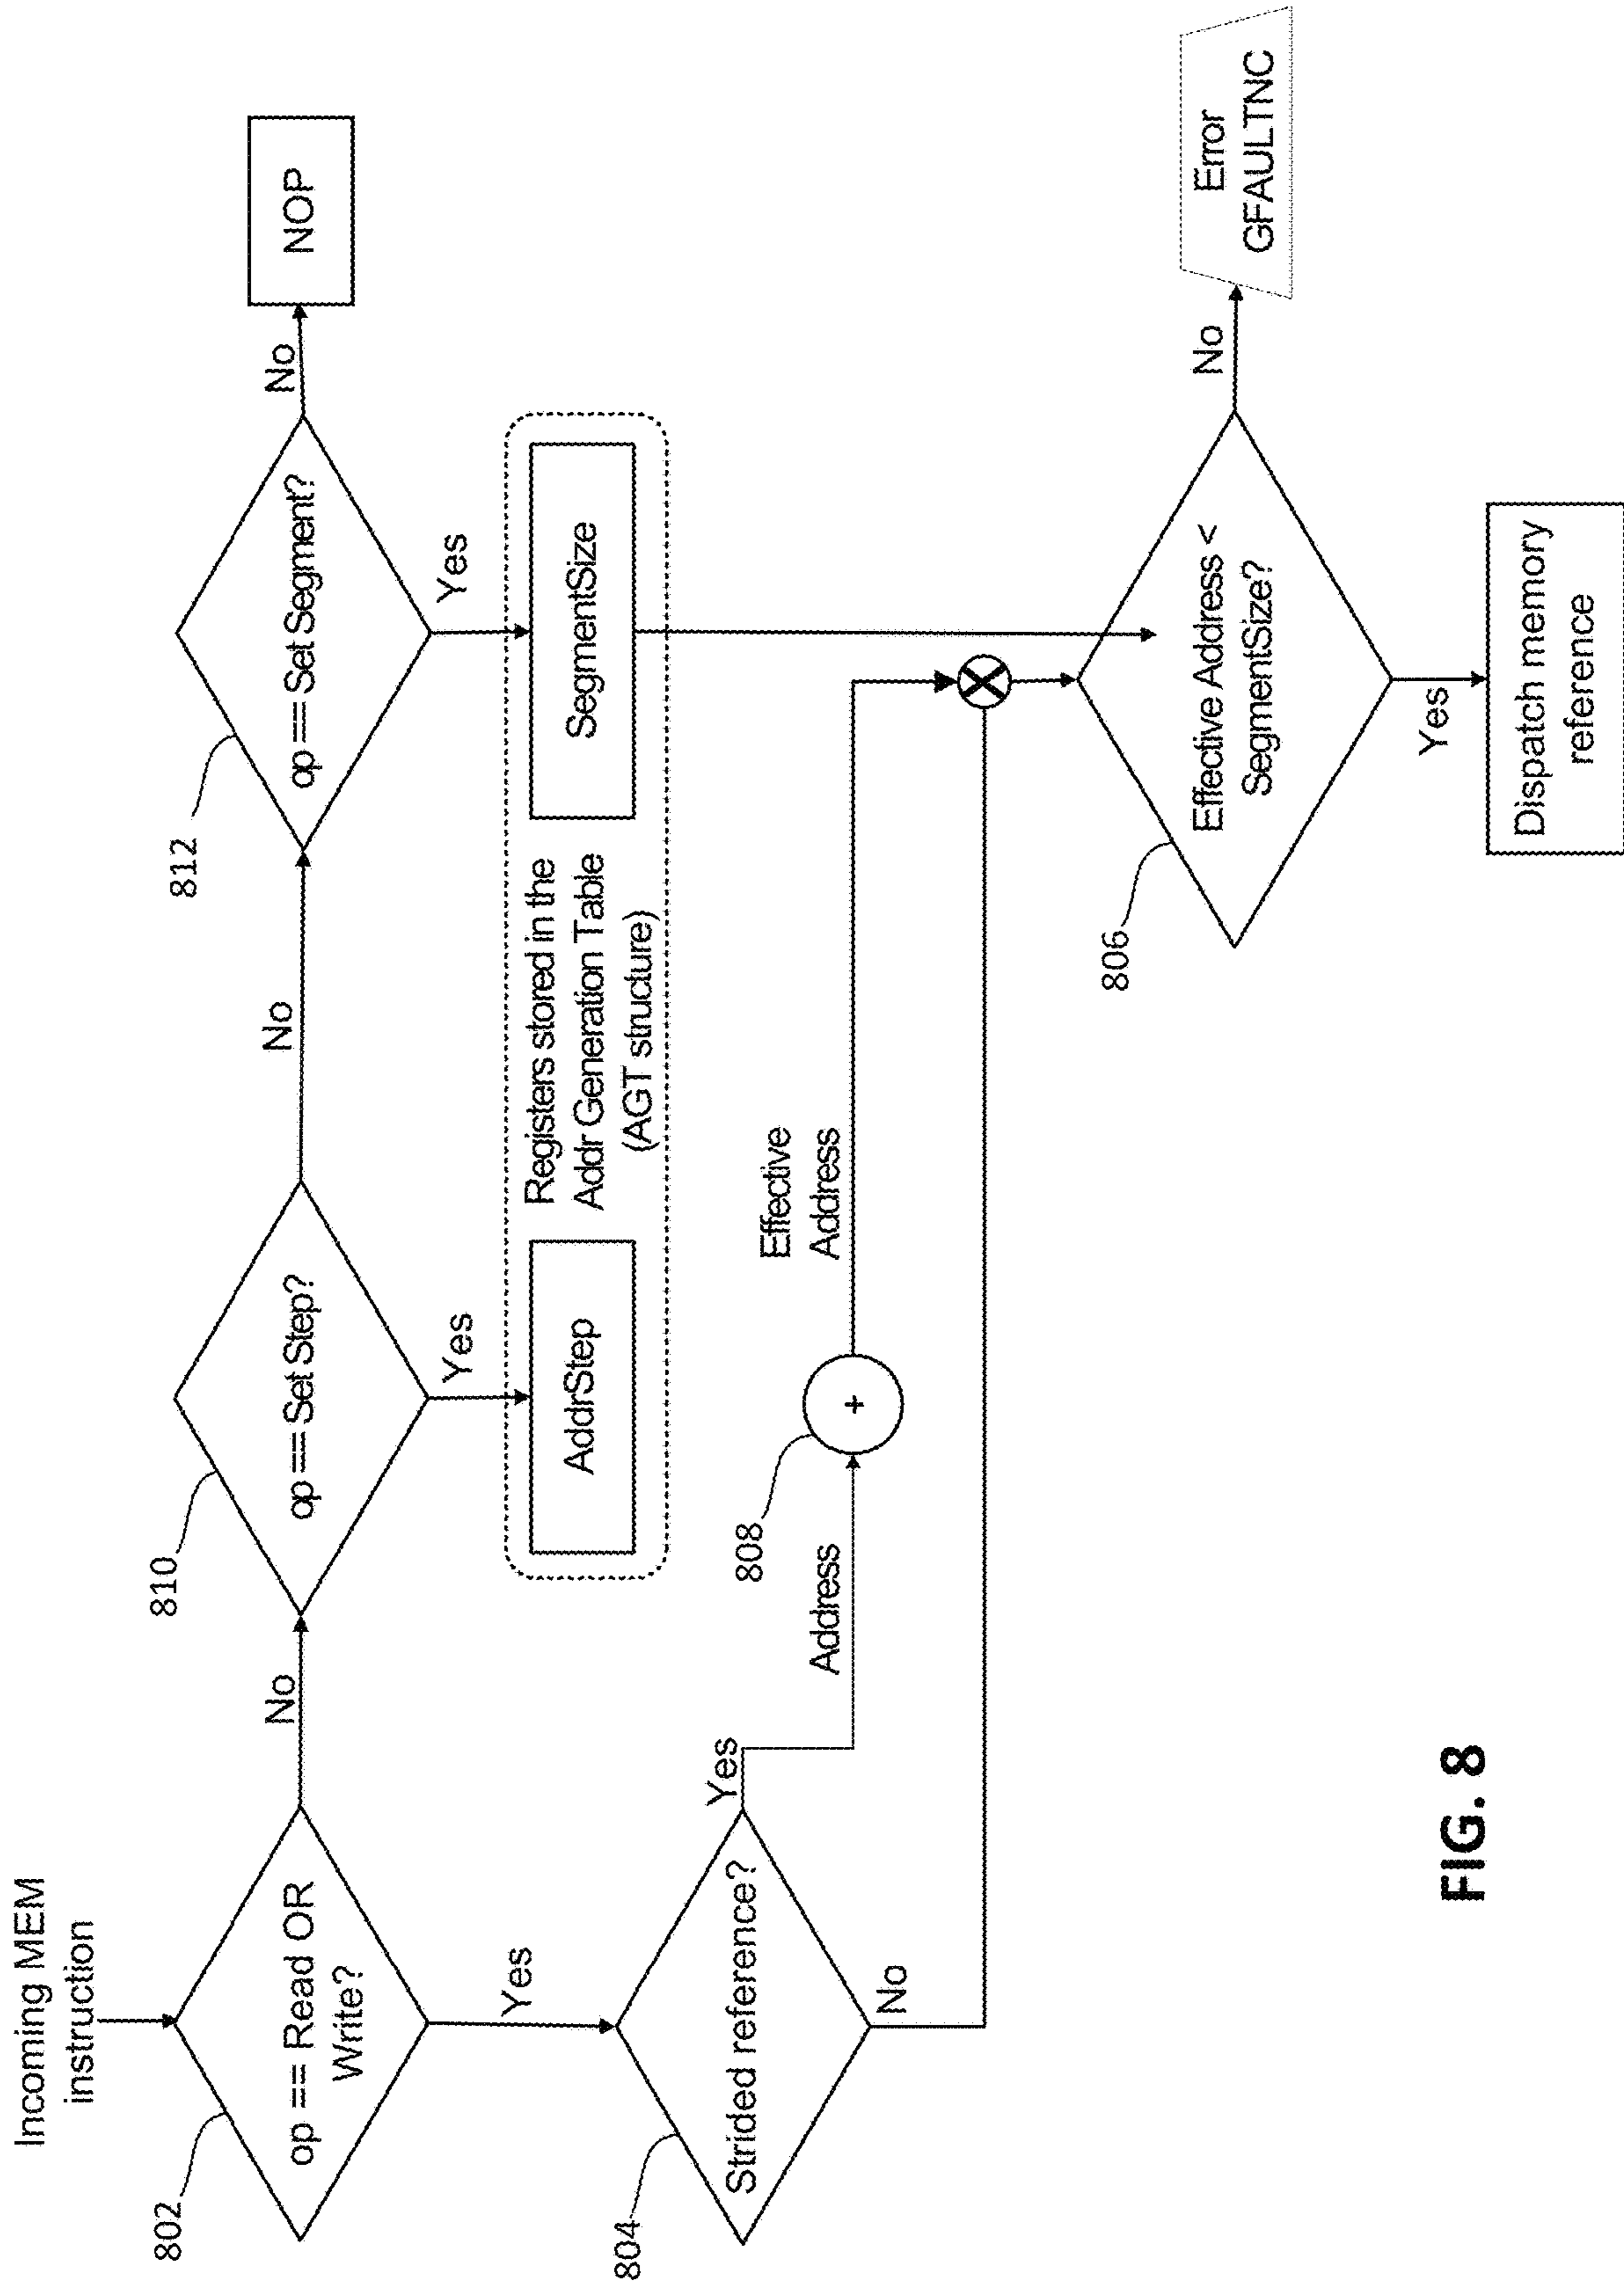 Incoming MEM
instruction
802
op == Read OR
Write?
No
810
op == Set Step?
No
812
op == Set Segment?
No
NOP
Yes
Yes
Yes
AddrStep
Registers stored in the
Addr Generation Table
(AGT structure)
SegmentSize
804
Strided reference?
Yes
No
Address
808
+
Effective
Address
806
Effective Address <
SegmentSize?
No
Error
GFAULTNC
Yes
Dispatch memory
reference
FIG. 8